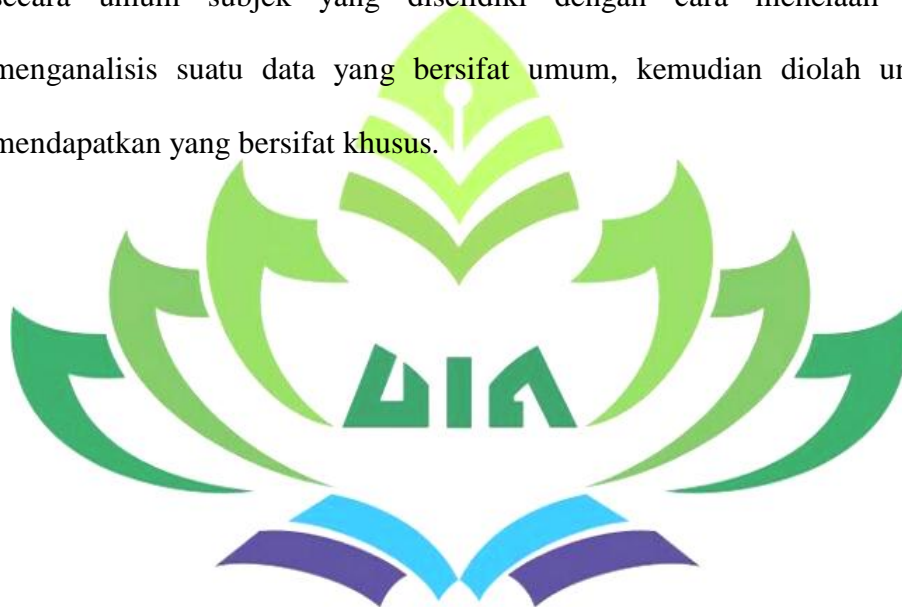 secara umum subjek yang diselidiki dengan cara menelaah
menganalisis suatu data yang bersifat umum, kemudian diolah
mendapatkan yang bersifat khusus.
UIN